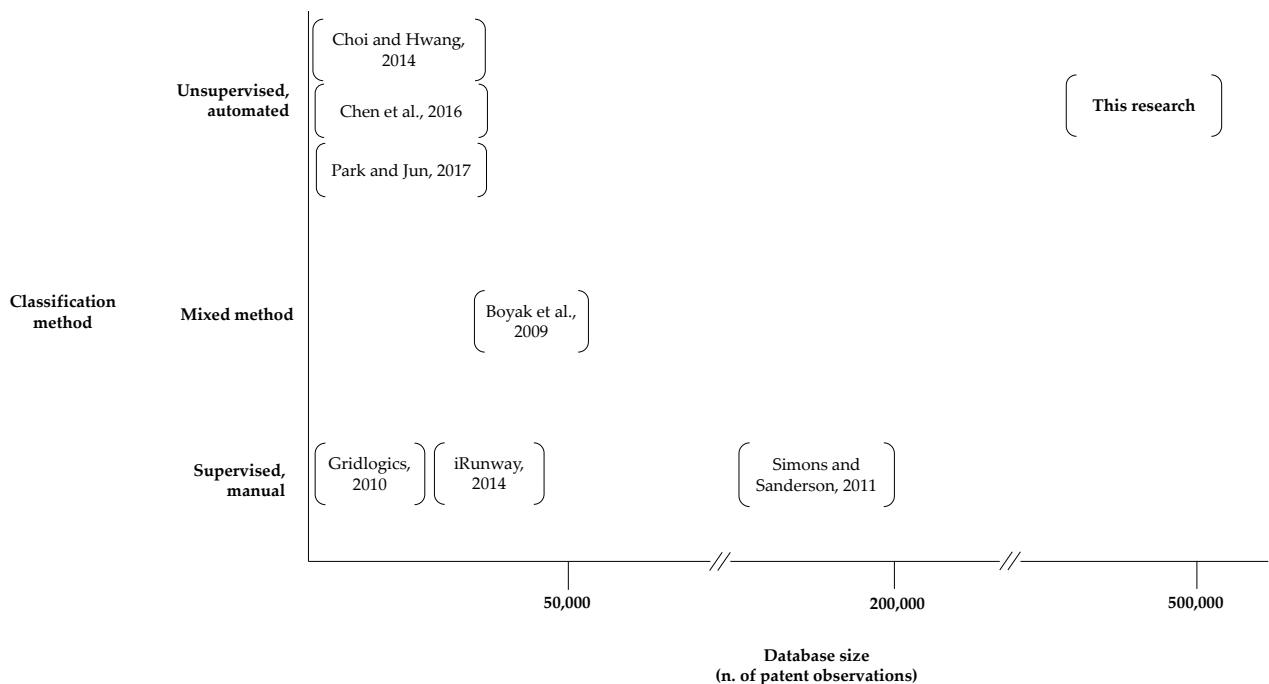 Choi and Hwang,
2014
Unsupervised,
automated
Chen et al., 2016
This research
Park and Jun, 2017
Classification
method
Mixed method
Boyak et al.,
2009
Supervised,
manual
Gridlogics,
2010
iRunway,
2014
Simons and
Sanderson, 2011
50,000
200,000
500,000
Database size
(n. of patent observations)